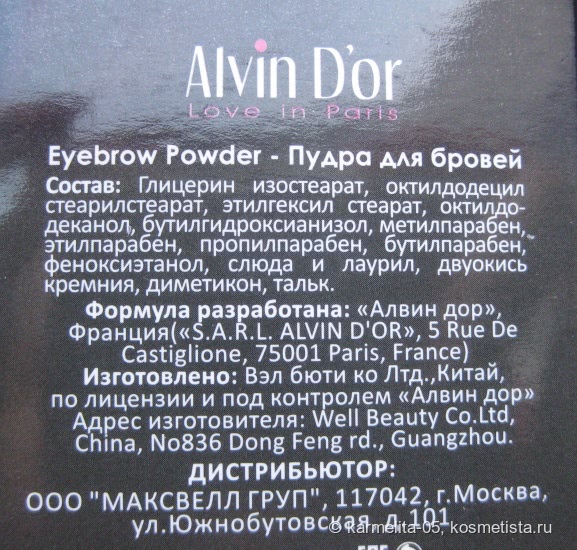 Alvin D'or
Love in Paris
Eyebrow Powder - Пудра для бровей
Состав: Глицерин изостеарат, октилдодецил
стеарилстеарат, этилгексил стеарат, октилдо-
деканол, бутилгидроксианизол, метилпарабен,
этилпарабен, пропилпарабен, бутилпарабен,
феноксиэтанол, слюда и лаурил, двуокись
кремния, диметикон, тальк.
Формула разработана: «Алвин дор»,
Франция(«S.A.R.L. ALVIN D'OR», 5 Rue De
Castiglione, 75001 Paris, France)
Изготовлено: Вэл бюти ко Лтд.,Китай,
по лицензии и под контролем «Алвин дор»
Адрес изготовителя: Well Beauty Co.Ltd,
China, No836 Dong Feng rd., Guangzhou.
ДИСТРИБЬЮТОР:
ООО "МАКСВЕЛЛ ГРУП", 117042, г.Москва,
ул.Южнобутовская, д.101
© karmelita-05, kosmetista.ru